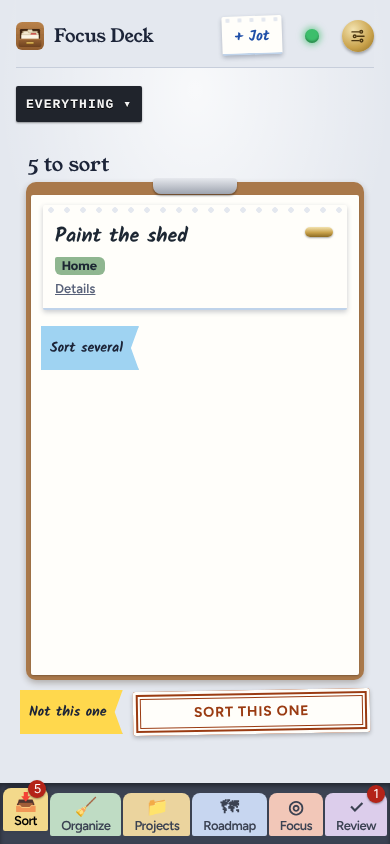 Focus Deck
+ Jot
EVERYTHING ▾
5 to sort
Paint the shed
Home
Details
Sort several
Not this one
SORT THIS ONE
5
1
Sort
Organize
Projects
Roadmap
Focus
Review